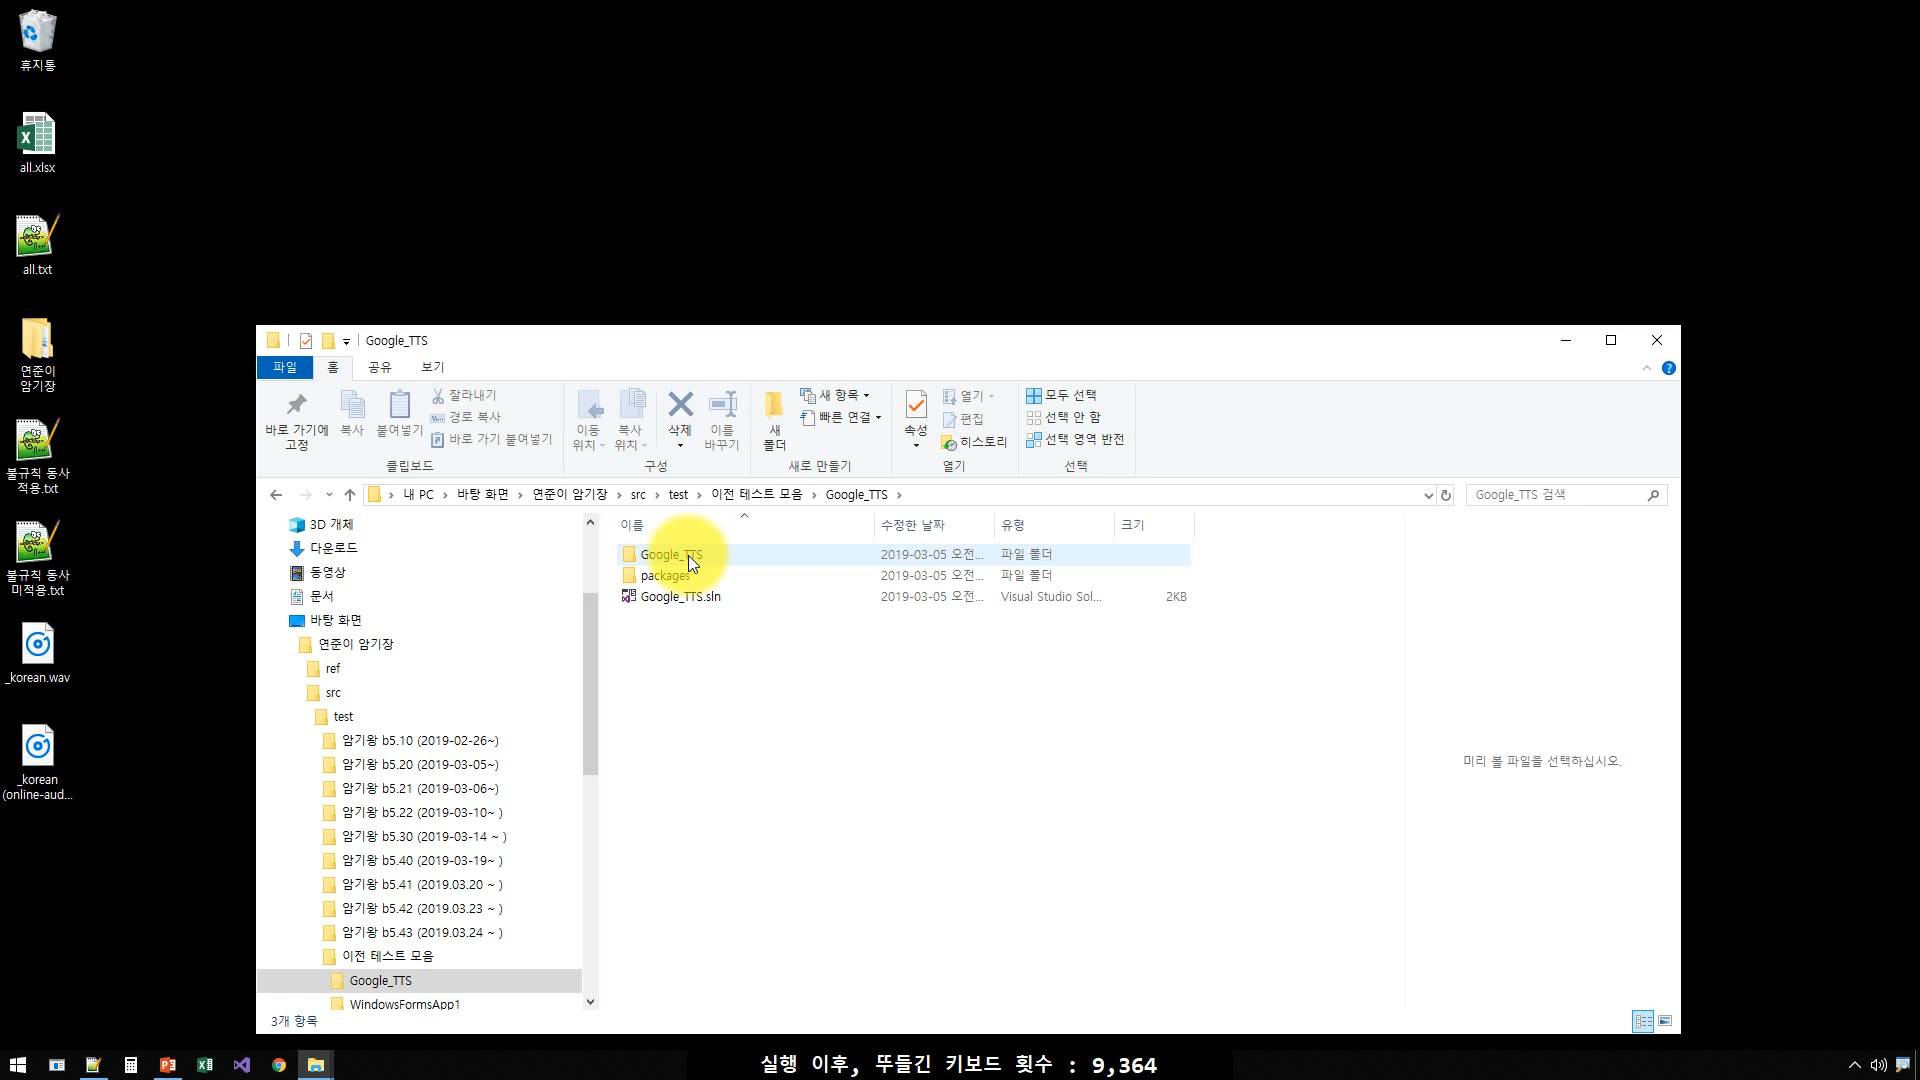 휴지통
all.xlsx
all.txt
연준이
암기장
불규칙 동사
적용.txt
불규칙 동사
미적용.txt
_korean.wav
_korean
(online-aud...
Google_TTS
파일 홈 공유 보기
바로 가기에
고정
복사
붙여넣기
잘라내기
경로 복사
바로 가기 붙여넣기
클립보드
이동
위치
복사
위치
삭제
이름
바꾸기
구성
새
폴더
새 항목
빠른 연결
새로 만들기
속성
열기
편집
히스토리
열기
모두 선택
선택 안 함
선택 영역 반전
선택
내 PC › 바탕 화면 › 연준이 암기장 › src › test › 이전 테스트 모음 › Google_TTS ›
Google_TTS 검색
3D 개체
다운로드
동영상
문서
바탕 화면
연준이 암기장
ref
src
test
암기왕 b5.10 (2019-02-26~)
암기왕 b5.20 (2019-03-05~)
암기왕 b5.21 (2019-03-06~)
암기왕 b5.22 (2019-03-10~ )
암기왕 b5.30 (2019-03-14 ~ )
암기왕 b5.40 (2019-03-19~ )
암기왕 b5.41 (2019.03.20 ~ )
암기왕 b5.42 (2019.03.23 ~ )
암기왕 b5.43 (2019.03.24 ~ )
이전 테스트 모음
Google_TTS
WindowsFormsApp1
이름 수정한 날짜 유형 크기
Google_TTS 2019-03-05 오전... 파일 폴더
packages 2019-03-05 오전... 파일 폴더
Google_TTS.sln 2019-03-05 오전... Visual Studio Sol... 2KB
미리 볼 파일을 선택하십시오.
3개 항목
실행 이후, 뚜들긴 키보드 횟수 : 9,364